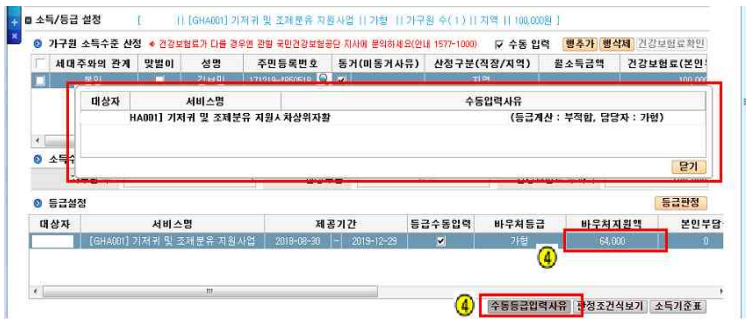 소득/등급 설정 [ || [GHA001] 기저귀 및 조제분유 지원사업 || 가형 || 가구원 수( 1 ) || 지역 || 100,000원 ]
가구원 소득수준 산정 * 건강보험료가 다를 경우엔 관할 국민건강보험공단 지사에 문의하세요(안내 1577-1000) 수동 입력 행추가 행삭제 건강보험료확인
세대주와의 관계 맞벌이 성명 주민등록번호 동거(미동거사유) 산정구분(직장/지역) 월소득금액 건강보험료(본인
본인 지역 100,000
대상자 서비스명 수동입력사유
HA001] 기저귀 및 조제분유 지원 차상위자활 (등급계산 : 부적합, 담당자 : 가형)
닫기
소득수
등급설정 등급판정
대상자 서비스명 제공기간 등급수동입력 바우처등급 바우처지원액 본인부담
[GHA001] 기저귀 및 조제분유 지원사업 2019-08-30 ~ 2019-12-29 가형 64,000 0
④
④ 수동등급입력사유 판정조건식보기 소득기준표